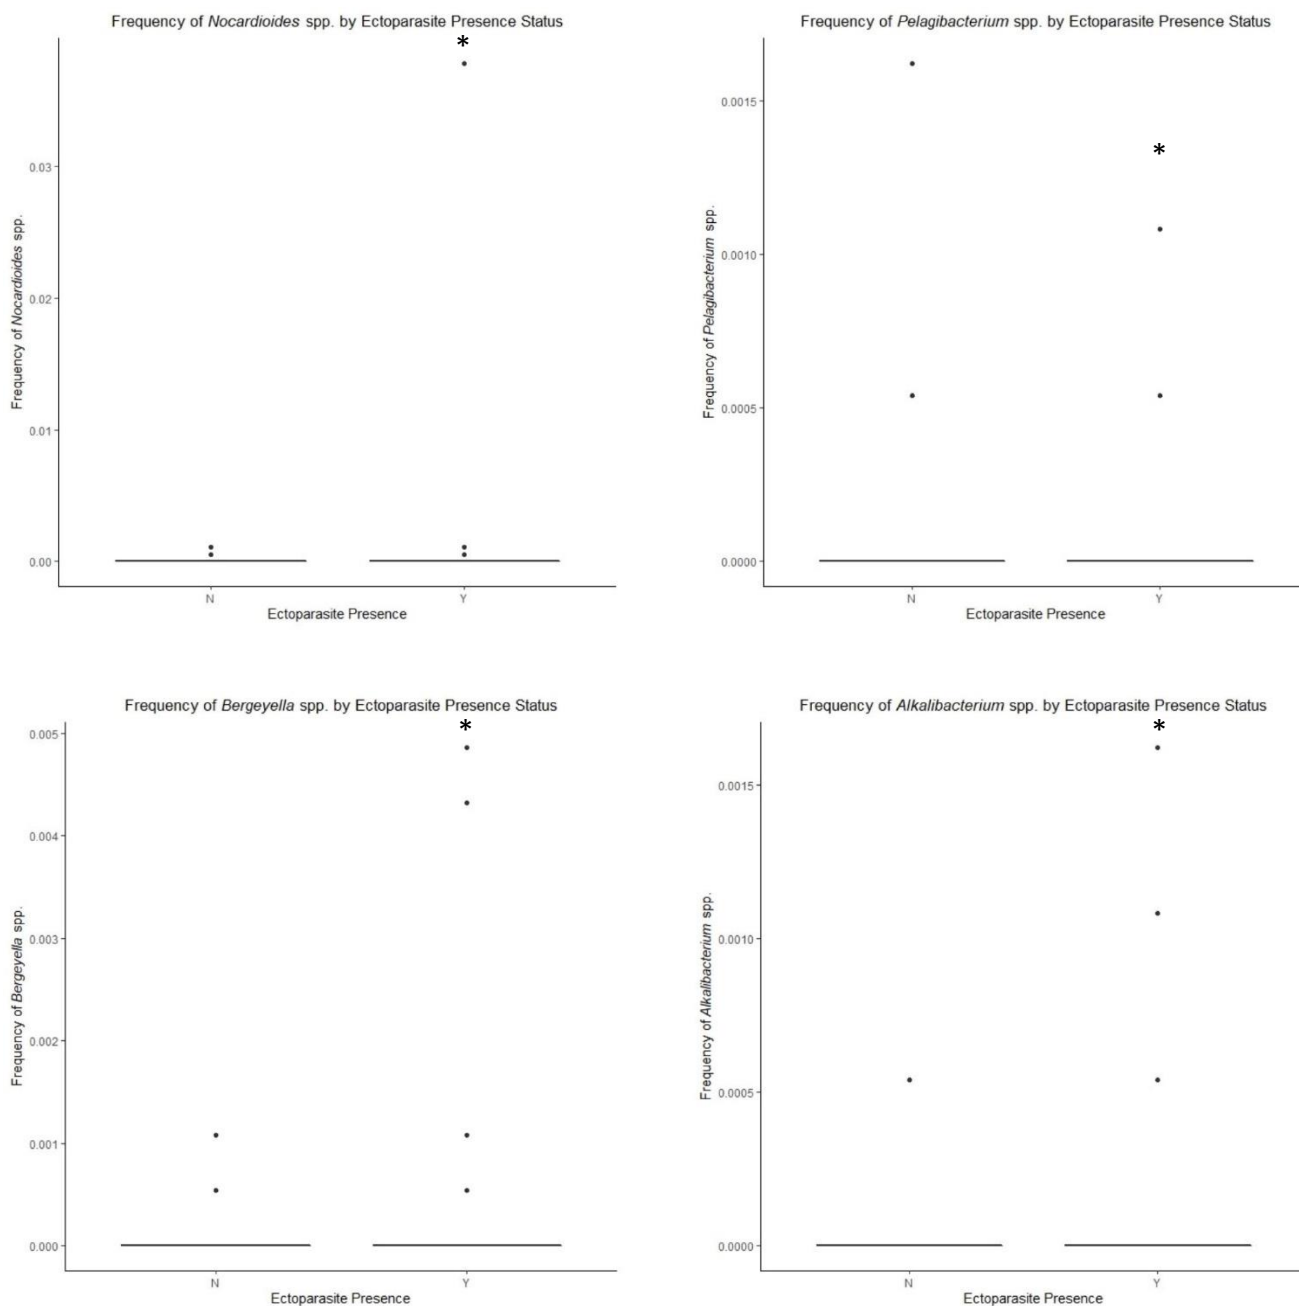 Frequency of Nocardioides spp. by Ectoparasite Presence Status
*
Frequency of Nocardioides spp.
0.03
0.02
0.01
0.00
N
Y
Ectoparasite Presence
Frequency of Pelagibacterium spp. by Ectoparasite Presence Status
*
Frequency of Pelagibacterium spp.
0.0015
0.0010
0.0005
0.0000
N
Y
Ectoparasite Presence
Frequency of Bergeyella spp. by Ectoparasite Presence Status
*
Frequency of Bergeyella spp.
0.005
0.004
0.003
0.002
0.001
0.000
N
Y
Ectoparasite Presence
Frequency of Alkalibacterium spp. by Ectoparasite Presence Status
*
Frequency of Alkalibacterium spp.
0.0015
0.0010
0.0005
0.0000
N
Y
Ectoparasite Presence